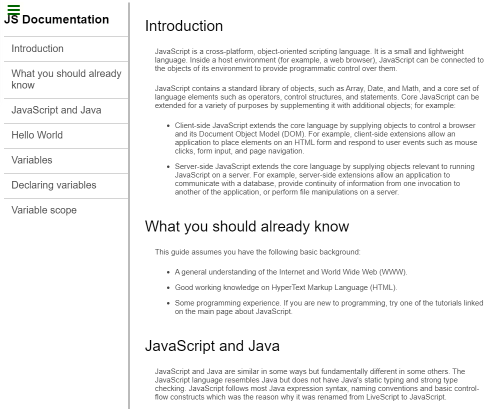 JS Documentation
Introduction
What you should already
know
JavaScript and Java
Hello World
Variables
Declaring variables
Variable scope
Introduction
JavaScript is a cross-platform, object-oriented scripting language. It is a small and lightweight
language. Inside a host environment (for example, a web browser), JavaScript can be connected to
the objects of its environment to provide programmatic control over them.
JavaScript contains a standard library of objects, such as Array, Date, and Math, and a core set of
language elements such as operators, control structures, and statements. Core JavaScript can be
extended for a variety of purposes by supplementing it with additional objects; for example:
• Client-side JavaScript extends the core language by supplying objects to control a browser
and its Document Object Model (DOM). For example, client-side extensions allow an
application to place elements on an HTML form and respond to user events such as mouse
clicks, form input, and page navigation.
• Server-side JavaScript extends the core language by supplying objects relevant to running
JavaScript on a server. For example, server-side extensions allow an application to
communicate with a database, provide continuity of information from one invocation to
another of the application, or perform file manipulations on a server.
What you should already know
This guide assumes you have the following basic background:
• A general understanding of the Internet and World Wide Web (WWW).
• Good working knowledge on HyperText Markup Language (HTML).
• Some programming experience. If you are new to programming, try one of the tutorials linked
on the main page about JavaScript.
JavaScript and Java
JavaScript and Java are similar in some ways but fundamentally different in some others. The
JavaScript language resembles Java but does not have Java's static typing and strong type
checking. JavaScript follows most Java expression syntax, naming conventions and basic control-
flow constructs which was the reason why it was renamed from LiveScript to JavaScript.